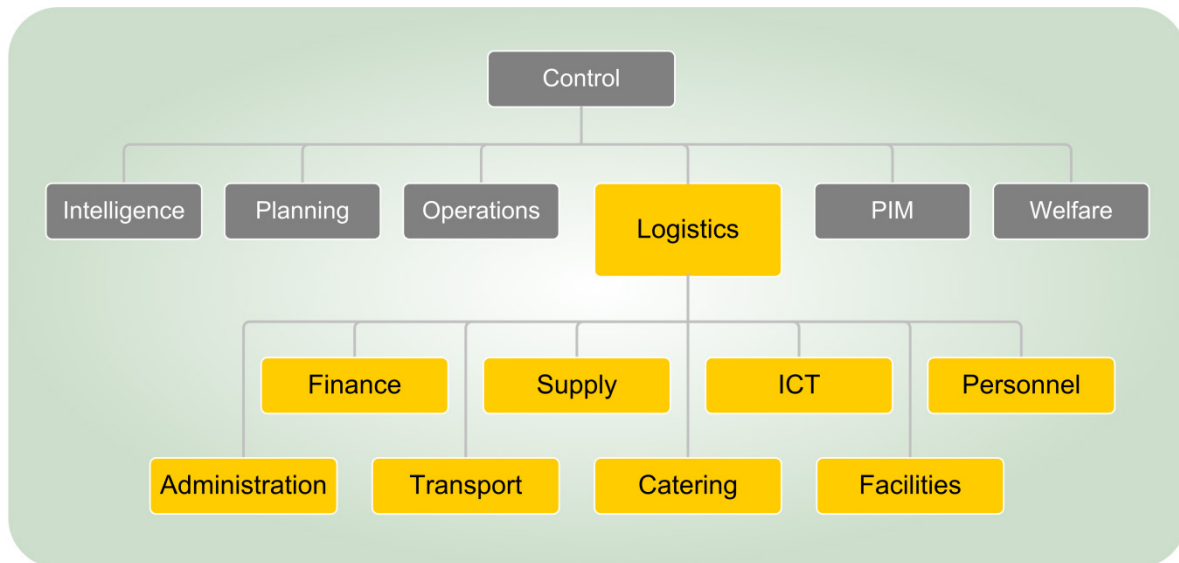 Control
Intelligence
Planning
Operations
Logistics
PIM
Welfare
Finance
Supply
ICT
Personnel
Administration
Transport
Catering
Facilities